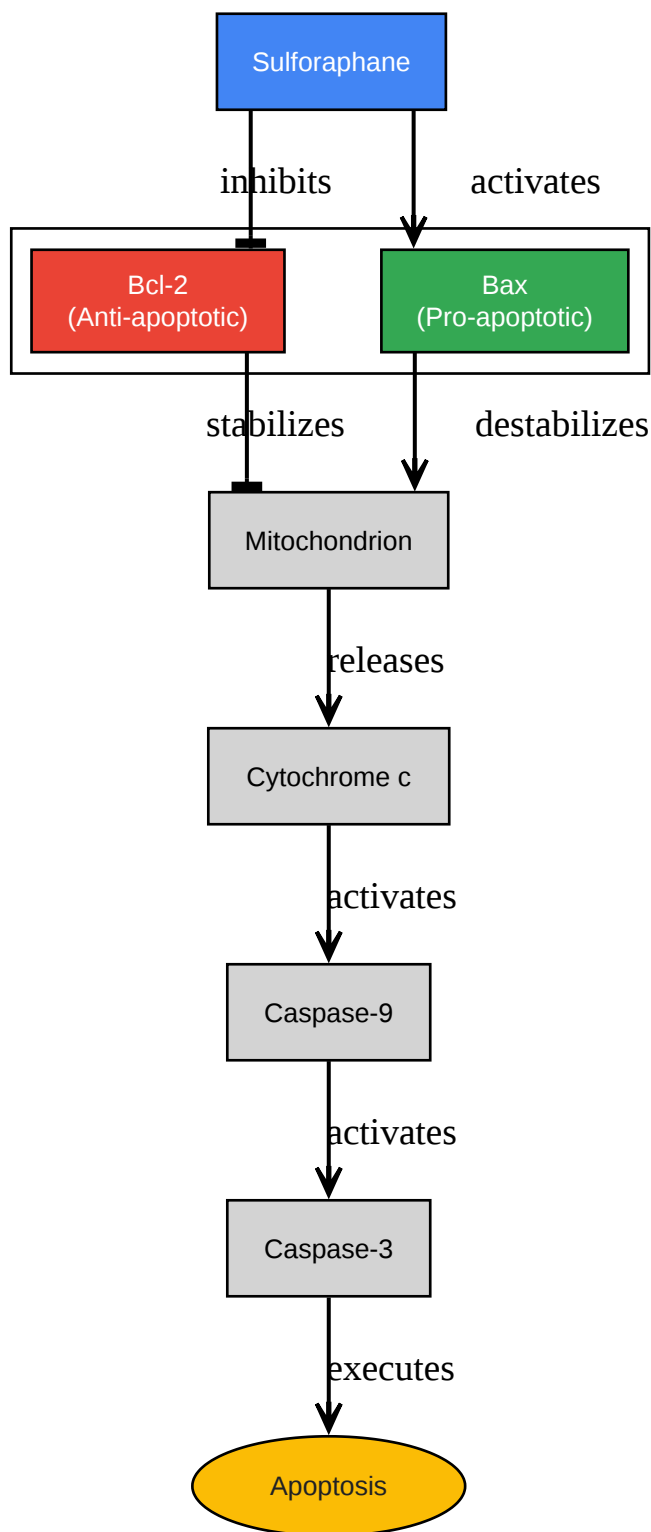 Sulforaphane
inhibits
activates
Bcl-2
(Anti-apoptotic)
Bax
(Pro-apoptotic)
stabilizes
destabilizes
Mitochondrion
releases
Cytochrome c
activates
Caspase-9
activates
Caspase-3
executes
Apoptosis